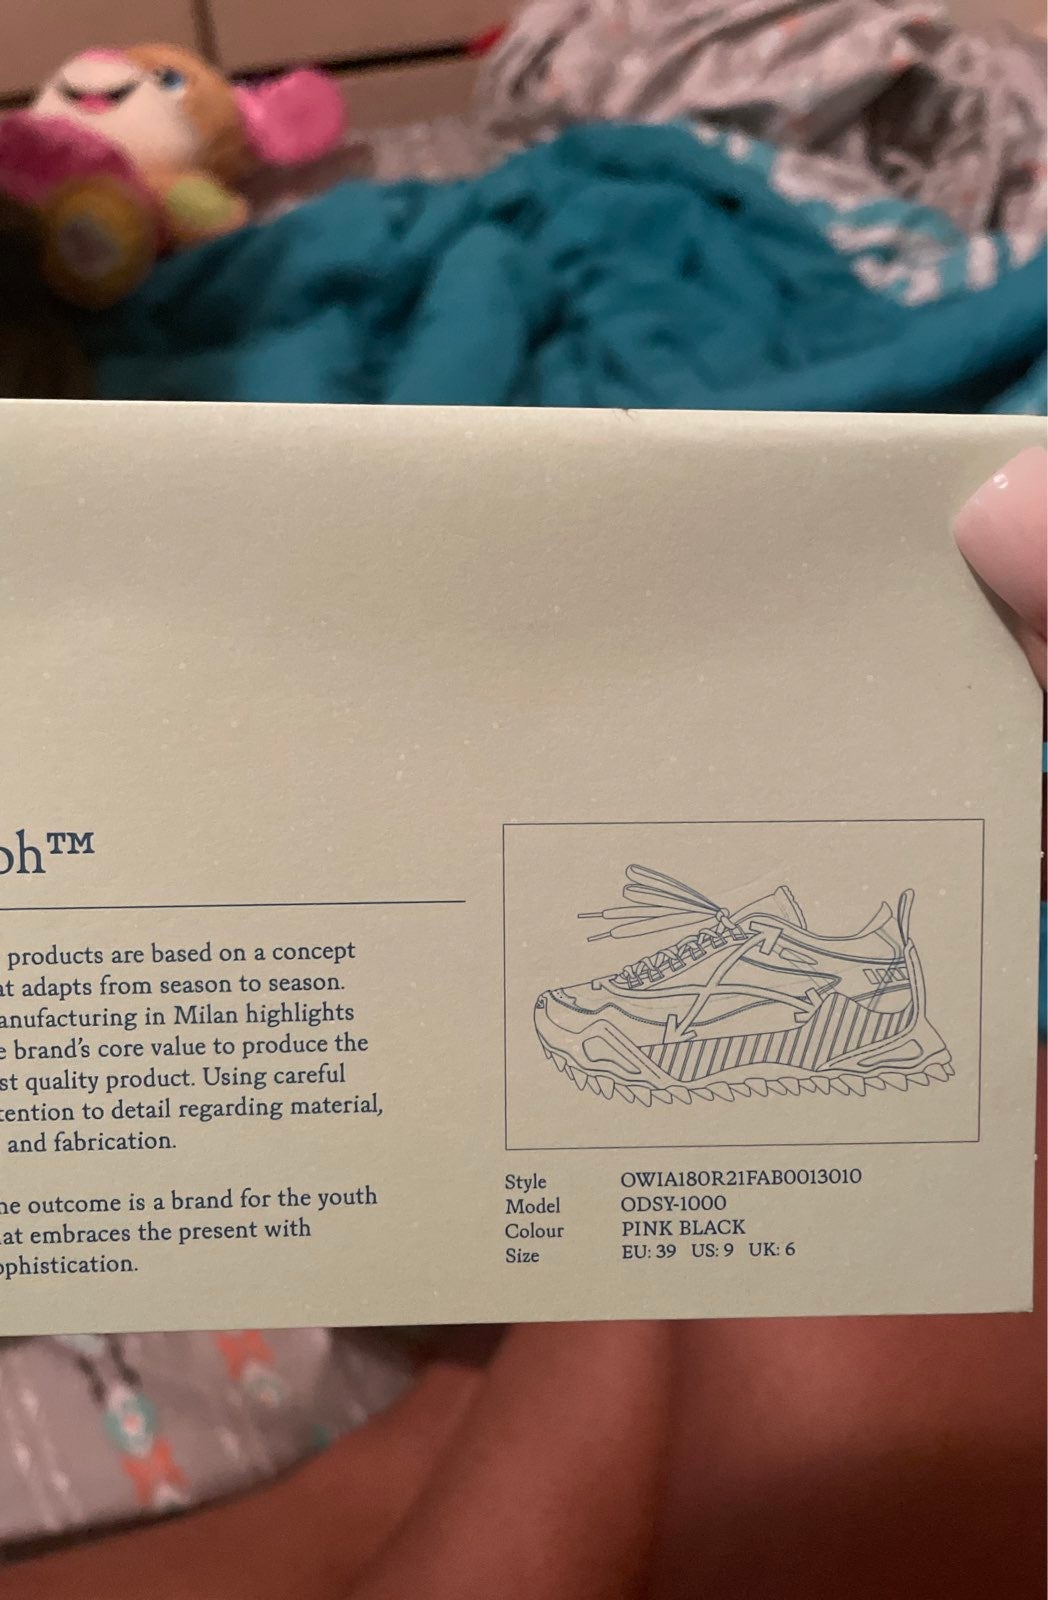 oh™
products are based on a concept
at adapts from season to season.
anufacturing in Milan highlights
e brand's core value to produce the
st quality product. Using careful
tention to detail regarding material,
and fabrication.
ne outcome is a brand for the youth
at embraces the present with
ophistication.
Style OWIA180R21FAB0013010
Model ODSY-1000
Colour PINK BLACK
Size EU: 39 US: 9 UK: 6